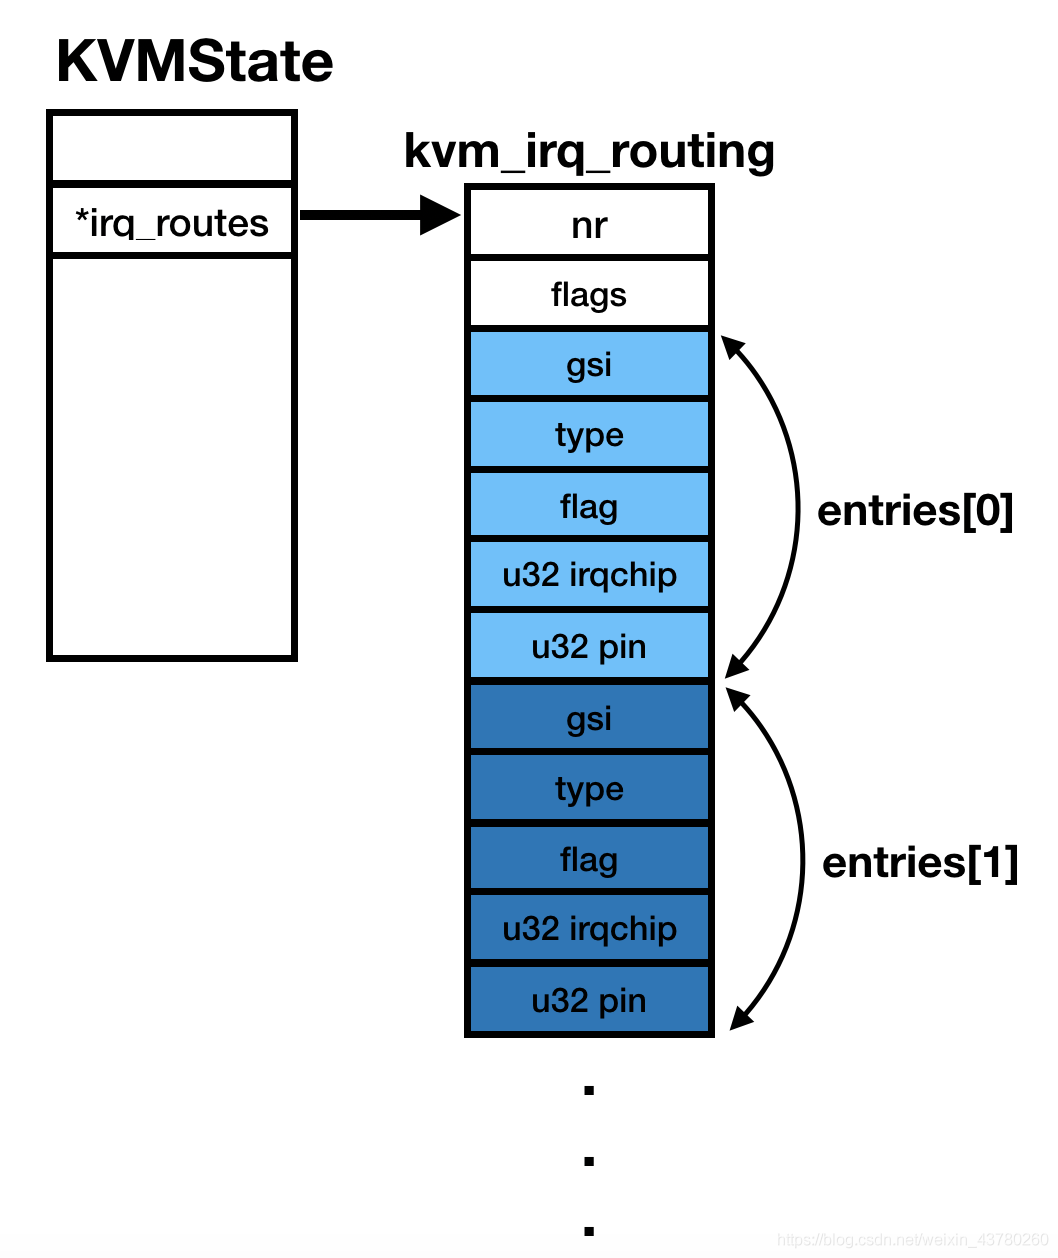 KVMState
*irq_routes
kvm_irq_routing
nr
flags
gsi
type
flag
u32 irqchip
u32 pin
entries[0]
gsi
type
flag
u32 irqchip
u32 pin
entries[1]
.
.
.
https://blog.csdn.net/weixin_43780260